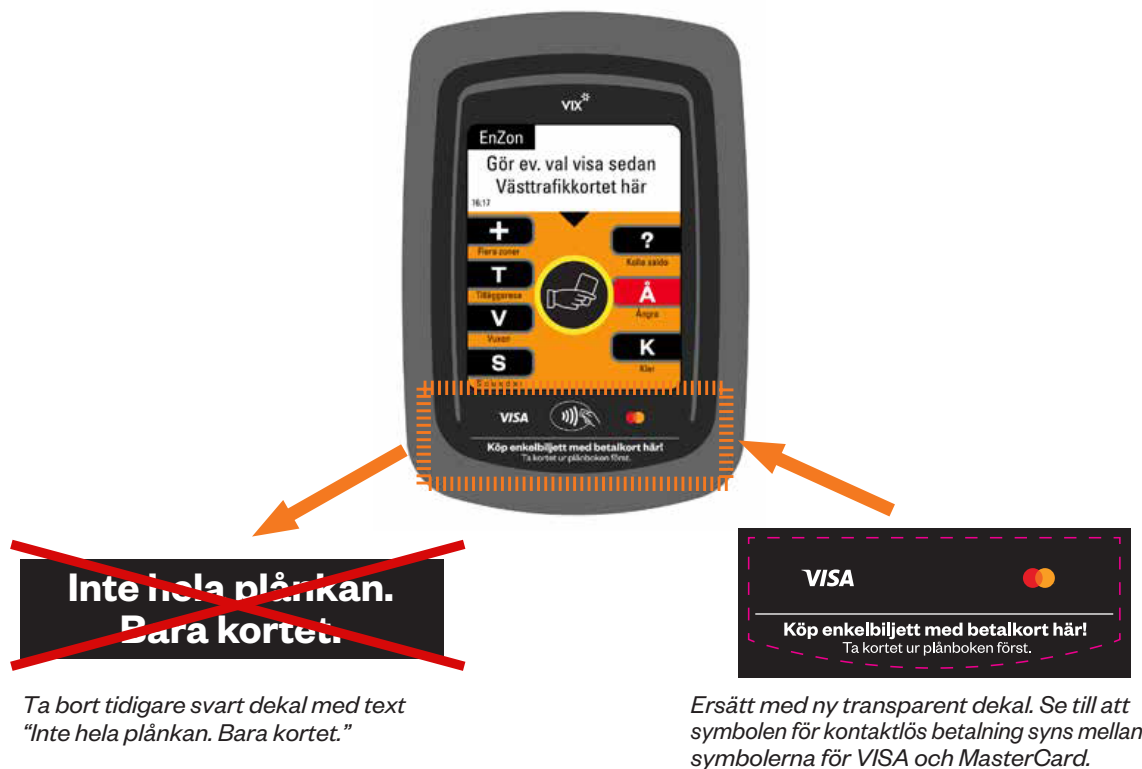 VIX
EnZon
Gör ev. val visa sedan
Västtrafikkortet här
16:17
+
Flera zoner
?
Kolla saldo
T
Tilläggsresa
Å
Ångra
V
Vuxen
K
Klar
S
VISA
Köp enkelbiljett med betalkort här!
Ta kortet ur plånboken först.
Inte hela plånkan.
Bara kortet.
VISA
Köp enkelbiljett med betalkort här!
Ta kortet ur plånboken först.
Ta bort tidigare svart dekal med text
”Inte hela plånkan. Bara kortet.”
Ersätt med ny transparent dekal. Se till att
symbolen för kontaktlös betalning syns mellan
symbolerna för VISA och MasterCard.